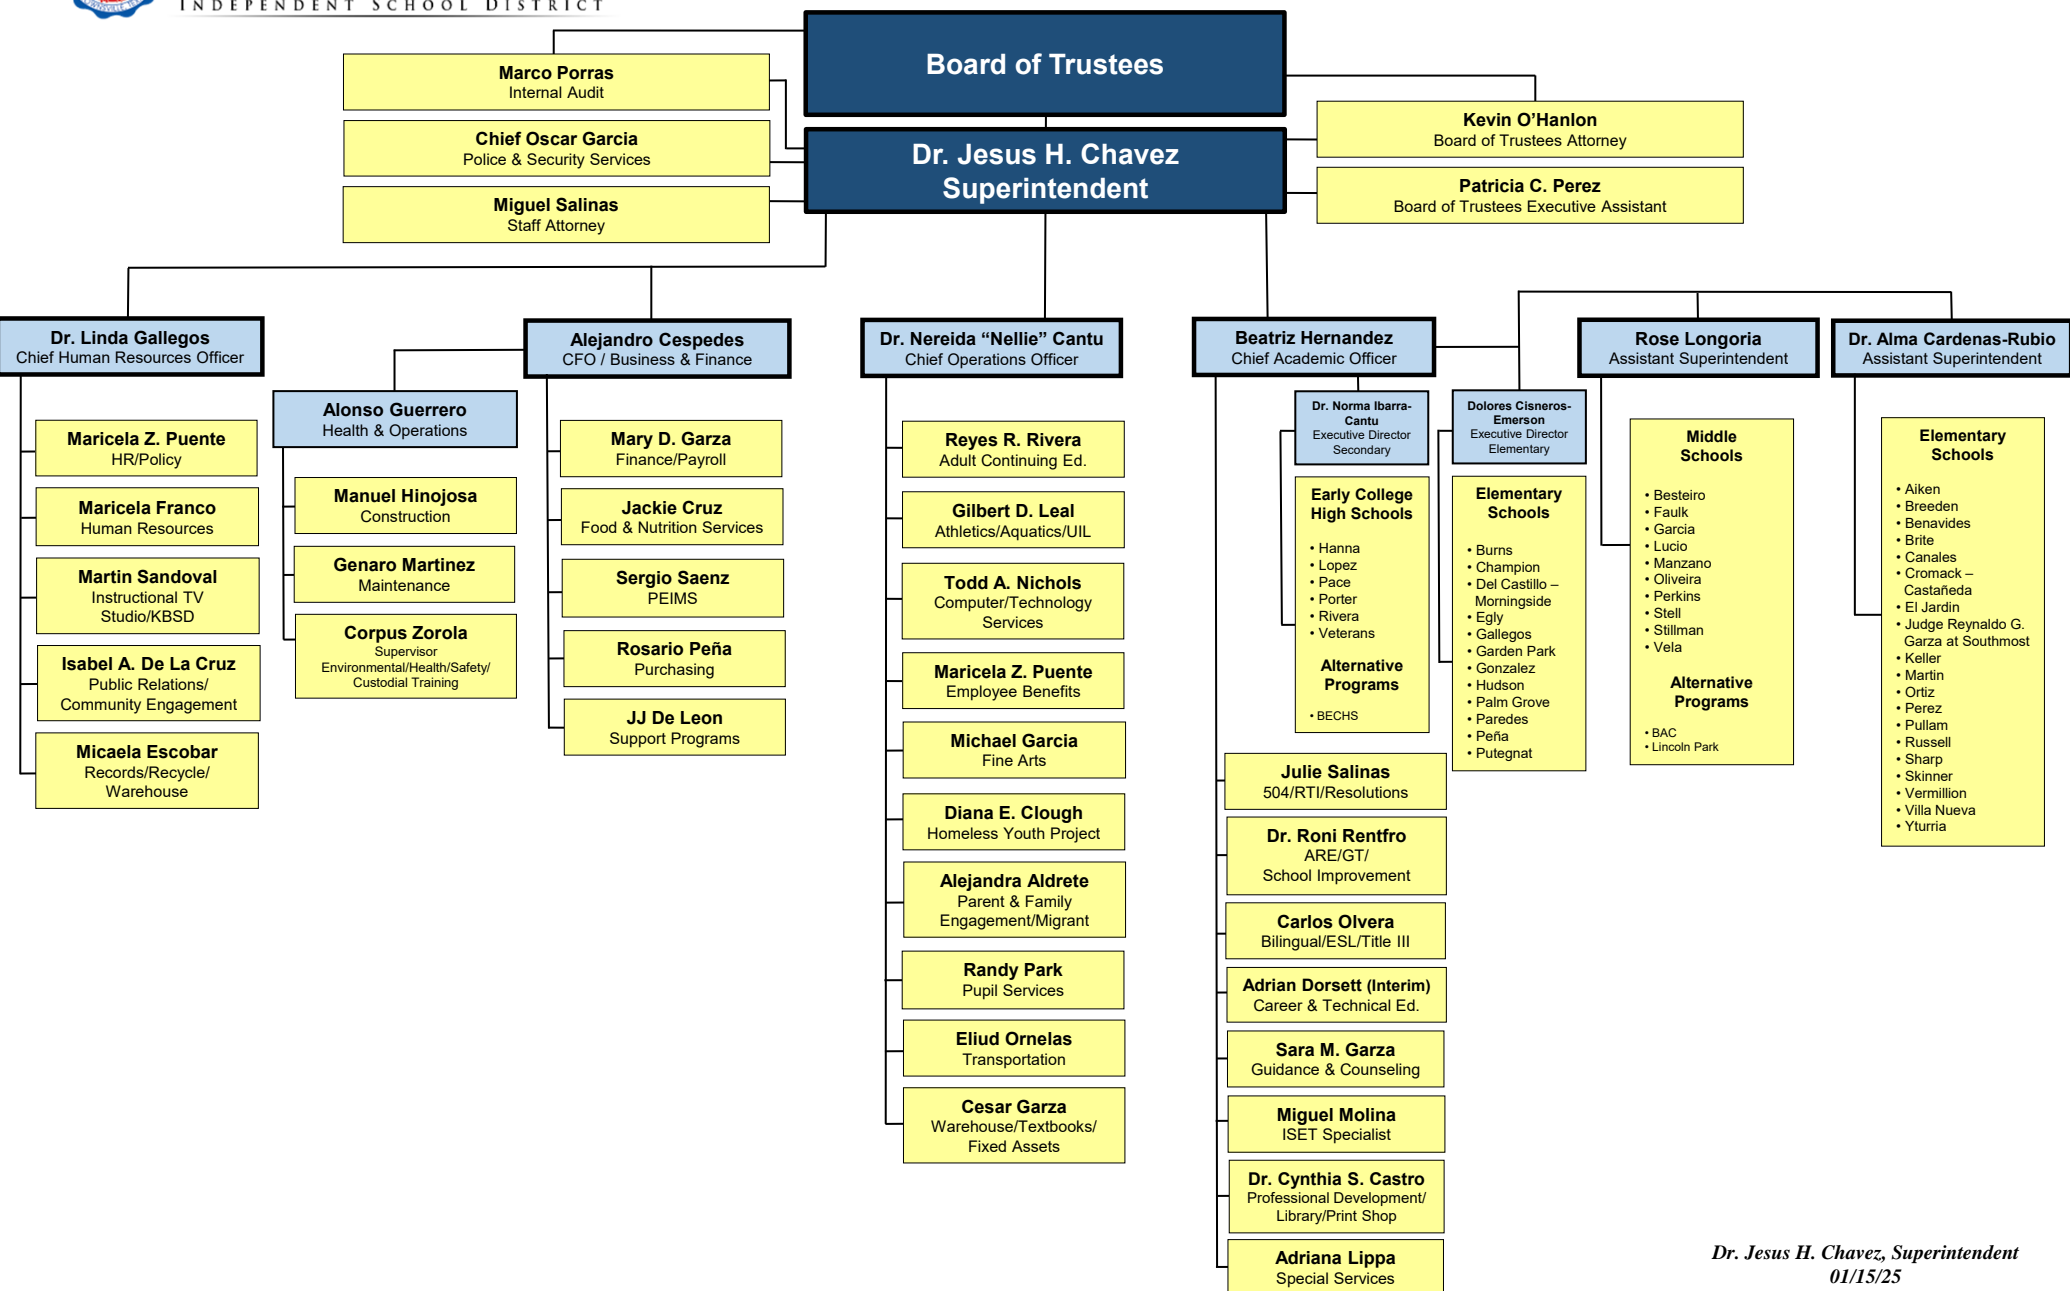 INDEPENDENT SCHOOL DISTRICT
Board of Trustees
Marco Porras
Internal Audit
Chief Oscar Garcia
Police & Security Services
Miguel Salinas
Staff Attorney
Dr. Jesus H. Chavez
Superintendent
Kevin O'Hanlon
Board of Trustees Attorney
Patricia C. Perez
Board of Trustees Executive Assistant
Dr. Linda Gallegos
Chief Human Resources Officer
Maricela Z. Puente
HR/Policy
Maricela Franco
Human Resources
Martin Sandoval
Instructional TV
Studio/KBSD
Isabel A. De La Cruz
Public Relations/
Community Engagement
Micaela Escobar
Records/Recycle/
Warehouse
Alejandro Cespedes
CFO / Business & Finance
Alonso Guerrero
Health & Operations
Manuel Hinojosa
Construction
Genaro Martinez
Maintenance
Corpus Zorola
Supervisor
Environmental/Health/Safety/
Custodial Training
Mary D. Garza
Finance/Payroll
Jackie Cruz
Food & Nutrition Services
Sergio Saenz
PEIMS
Rosario Peña
Purchasing
JJ De Leon
Support Programs
Dr. Nereida “Nellie” Cantu
Chief Operations Officer
Reyes R. Rivera
Adult Continuing Ed.
Gilbert D. Leal
Athletics/Aquatics/UIL
Todd A. Nichols
Computer/Technology
Services
Maricela Z. Puente
Employee Benefits
Michael Garcia
Fine Arts
Diana E. Clough
Homeless Youth Project
Alejandra Aldrete
Parent & Family
Engagement/Migrant
Randy Park
Pupil Services
Eliud Ornelas
Transportation
Cesar Garza
Warehouse/Textbooks/
Fixed Assets
Beatriz Hernandez
Chief Academic Officer
Dr. Norma Ibarra-
Cantu
Executive Director
Secondary
Early College
High Schools
• Hanna
• Lopez
• Pace
• Porter
• Rivera
• Veterans
Alternative
Programs
• BECHS
Dolores Cisneros-
Emerson
Executive Director
Elementary
Elementary
Schools
• Burns
• Champion
• Del Castillo –
Morningside
• Egly
• Gallegos
• Garden Park
• Gonzalez
• Hudson
• Palm Grove
• Paredes
• Peña
• Putegnat
Julie Salinas
504/RTI/Resolutions
Dr. Roni Rentfro
ARE/GT/
School Improvement
Carlos Olvera
Bilingual/ESL/Title III
Adrian Dorsett (Interim)
Career & Technical Ed.
Sara M. Garza
Guidance & Counseling
Miguel Molina
ISET Specialist
Dr. Cynthia S. Castro
Professional Development/
Library/Print Shop
Adriana Lippa
Special Services
Rose Longoria
Assistant Superintendent
Middle
Schools
• Besteiro
• Faulk
• Garcia
• Lucio
• Manzano
• Oliveira
• Perkins
• Stell
• Stillman
• Vela
Alternative
Programs
• BAC
• Lincoln Park
Dr. Alma Cardenas-Rubio
Assistant Superintendent
Elementary
Schools
• Aiken
• Breeden
• Benavides
• Brite
• Canales
• Cromack –
Castañeda
• El Jardin
• Judge Reynaldo G.
Garza at Southmost
• Keller
• Martin
• Ortiz
• Perez
• Pullam
• Russell
• Sharp
• Skinner
• Vermillion
• Villa Nueva
• Yturria
Dr. Jesus H. Chavez, Superintendent
01/15/25